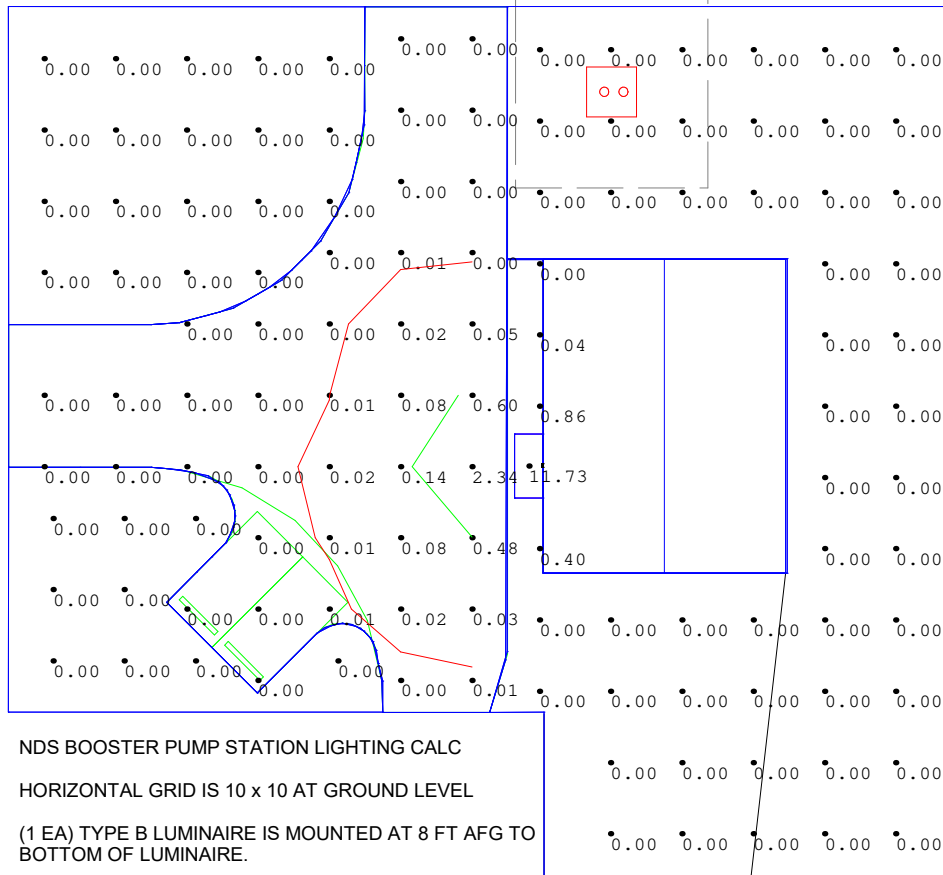 0.00 0.00
0.00 0.00 0.00 0.00 0.00 0.00 0.00 0.00 0.00 0.00
0.00
0.00 0.00
0.00 0.00 0.00 0.00 0.00 0.00 0.00 0.00 0.00 0.00
0.00
0.00 0.00
0.00 0.00 0.00 0.00 0.00 0.00 0.00 0.00 0.00 0.00
0.00
0.00 0.01 0.00
0.00 0.00 0.00 0.00 0.00 0.00 0.00
0.00 0.00 0.00 0.02 0.05 0.04 0.00 0.00
0.00 0.00 0.00 0.00 0.01 0.08 0.60 0.86 0.00 0.00
0.00 0.00 0.00 0.00 0.02 0.14 2.34 11.73 0.00 0.00
0.00 0.00 0.00
0.00 0.01 0.08 0.48 0.40 0.00 0.00
0.00 0.00
0.00 0.00 0.01 0.02 0.03 0.00 0.00 0.00 0.00 0.00 0.00
0.00 0.00 0.00 0.00
0.00 0.00 0.01 0.00 0.00 0.00 0.00 0.00 0.00
NDS BOOSTER PUMP STATION LIGHTING CALC
0.00 0.00 0.00 0.00 0.00
HORIZONTAL GRID IS 10 x 10 AT GROUND LEVEL
(1 EA) TYPE B LUMINAIRE IS MOUNTED AT 8 FT AFG TO
BOTTOM OF LUMINAIRE.
0.00 0.00 0.00 0.00 0.00